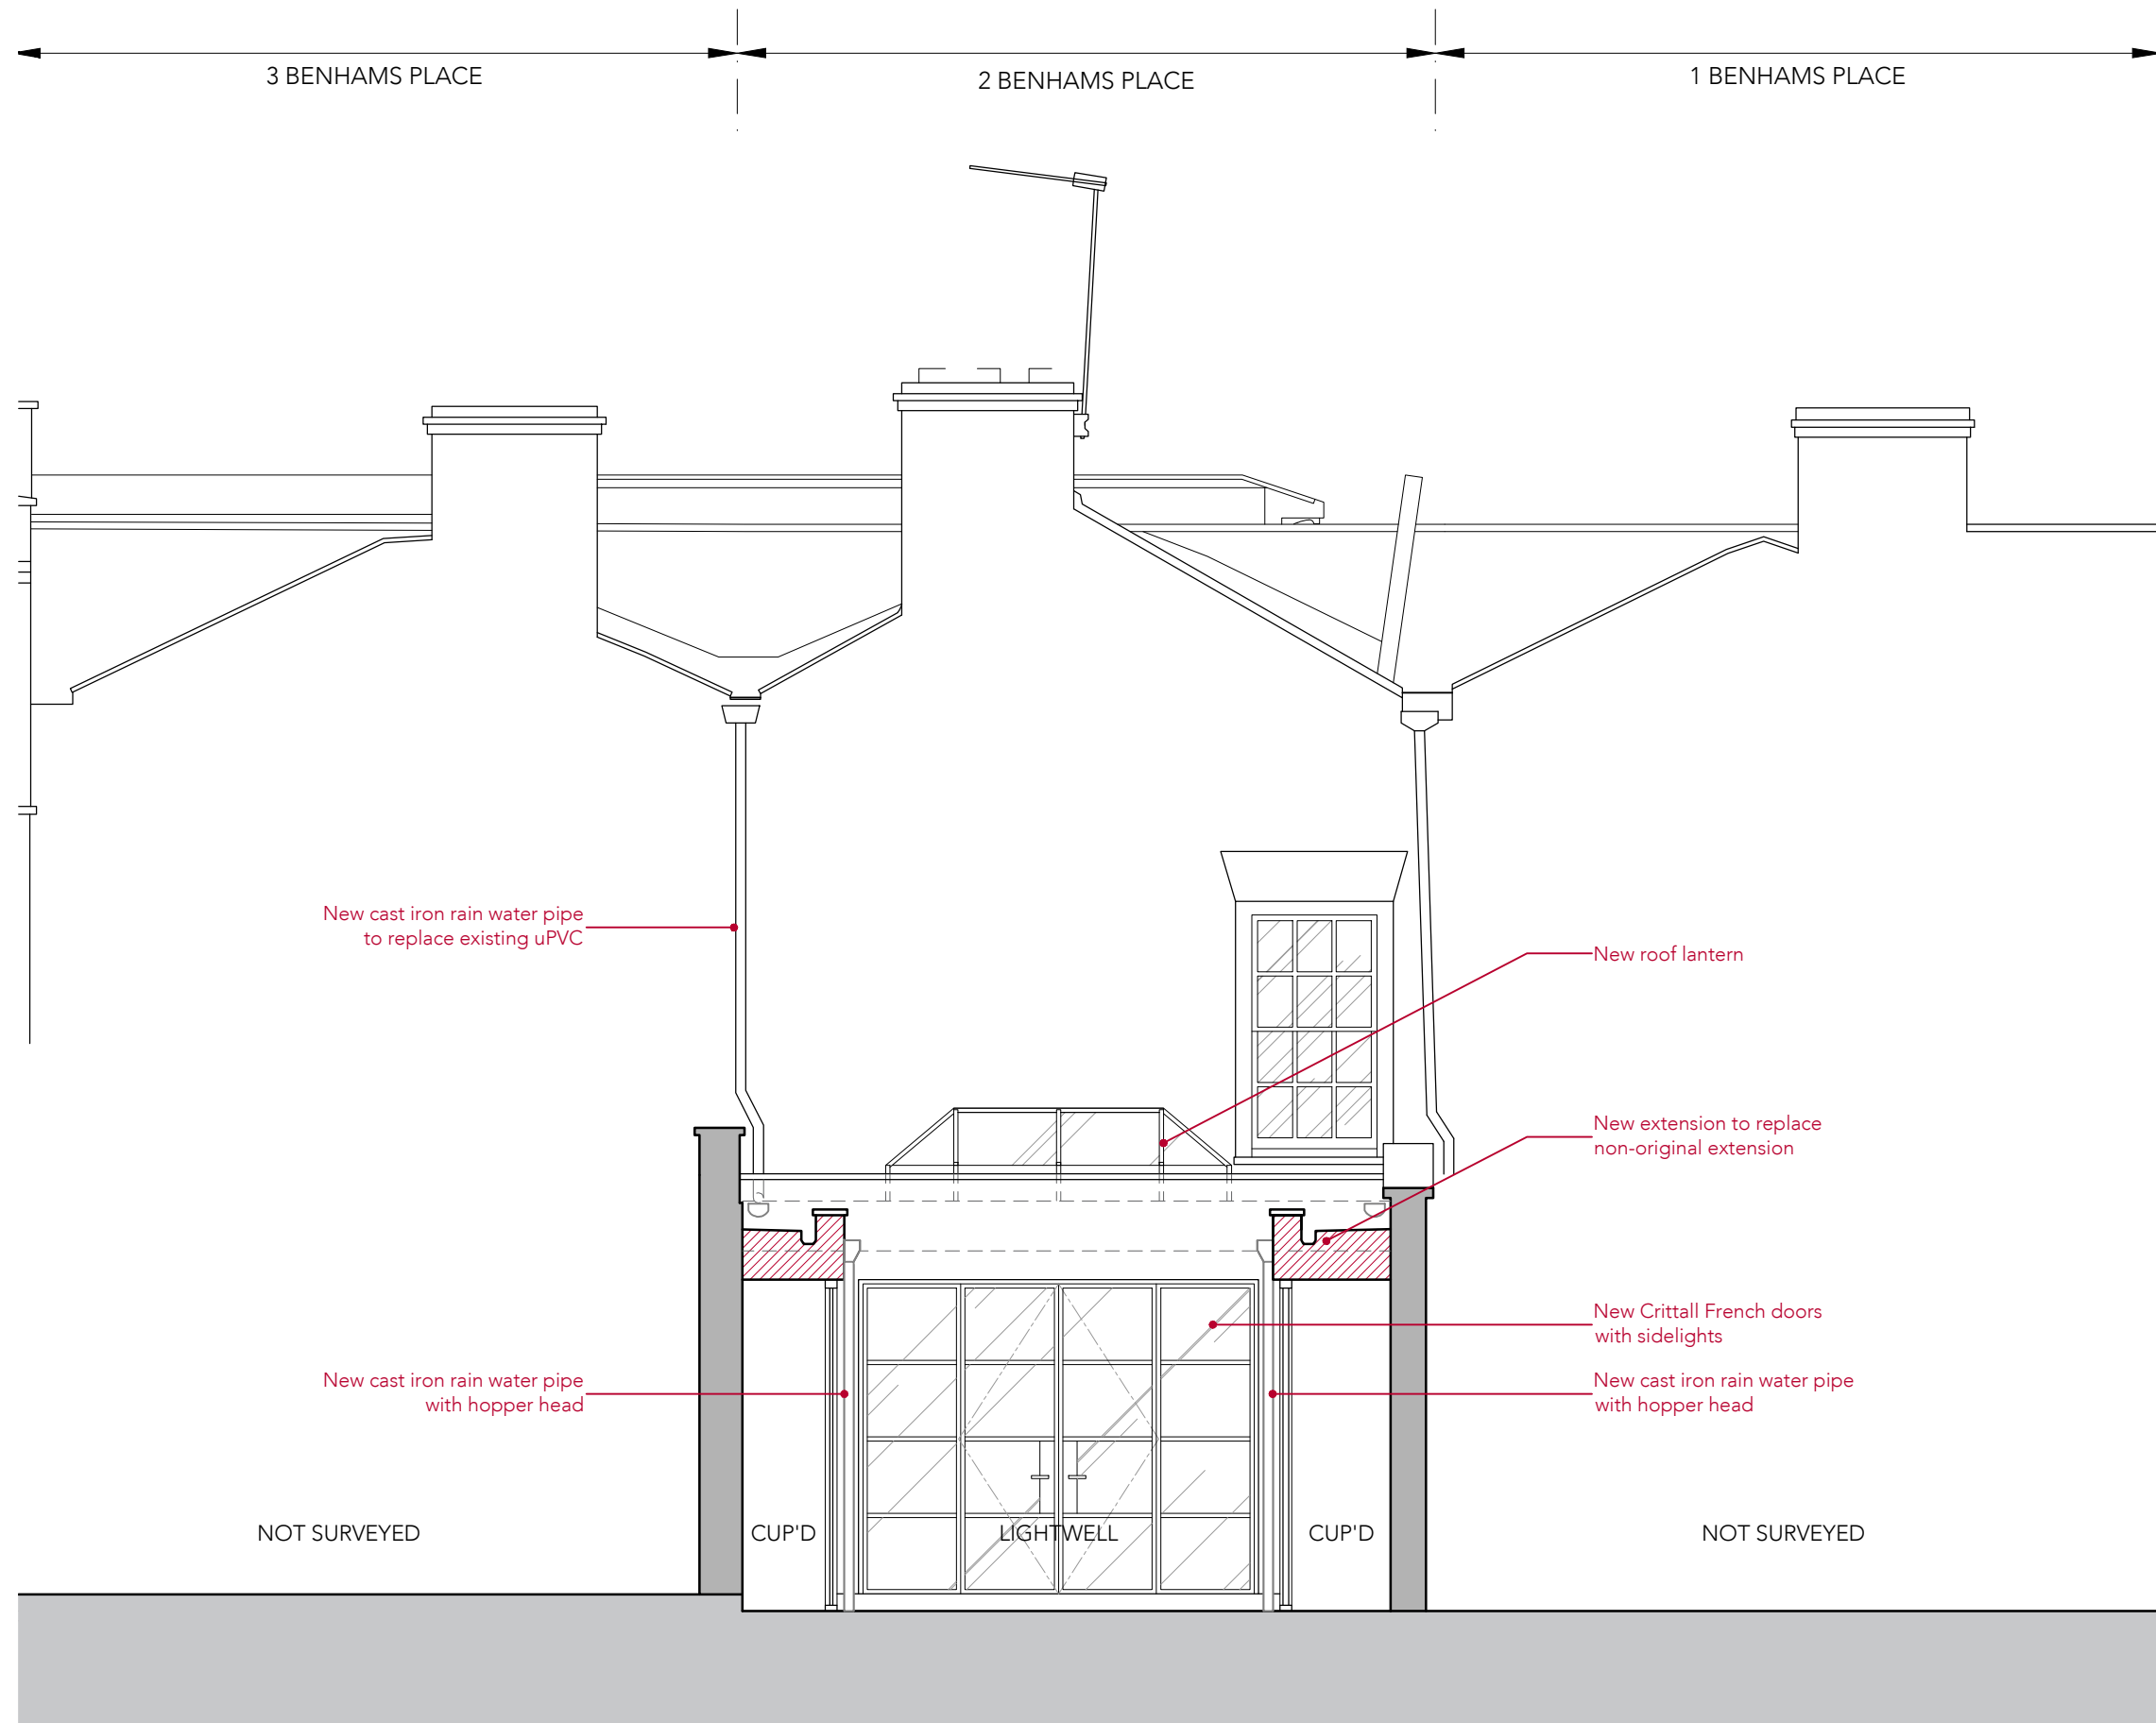 3 BENHAMS PLACE
2 BENHAMS PLACE
1 BENHAMS PLACE
New cast iron rain water pipe
to replace existing uPVC
New roof lantern
New extension to replace
non-original extension
New Crittall French doors
with sidelights
New cast iron rain water pipe
with hopper head
New cast iron rain water pipe
with hopper head
NOT SURVEYED
CUP'D
LIGHTWELL
CUP'D
NOT SURVEYED